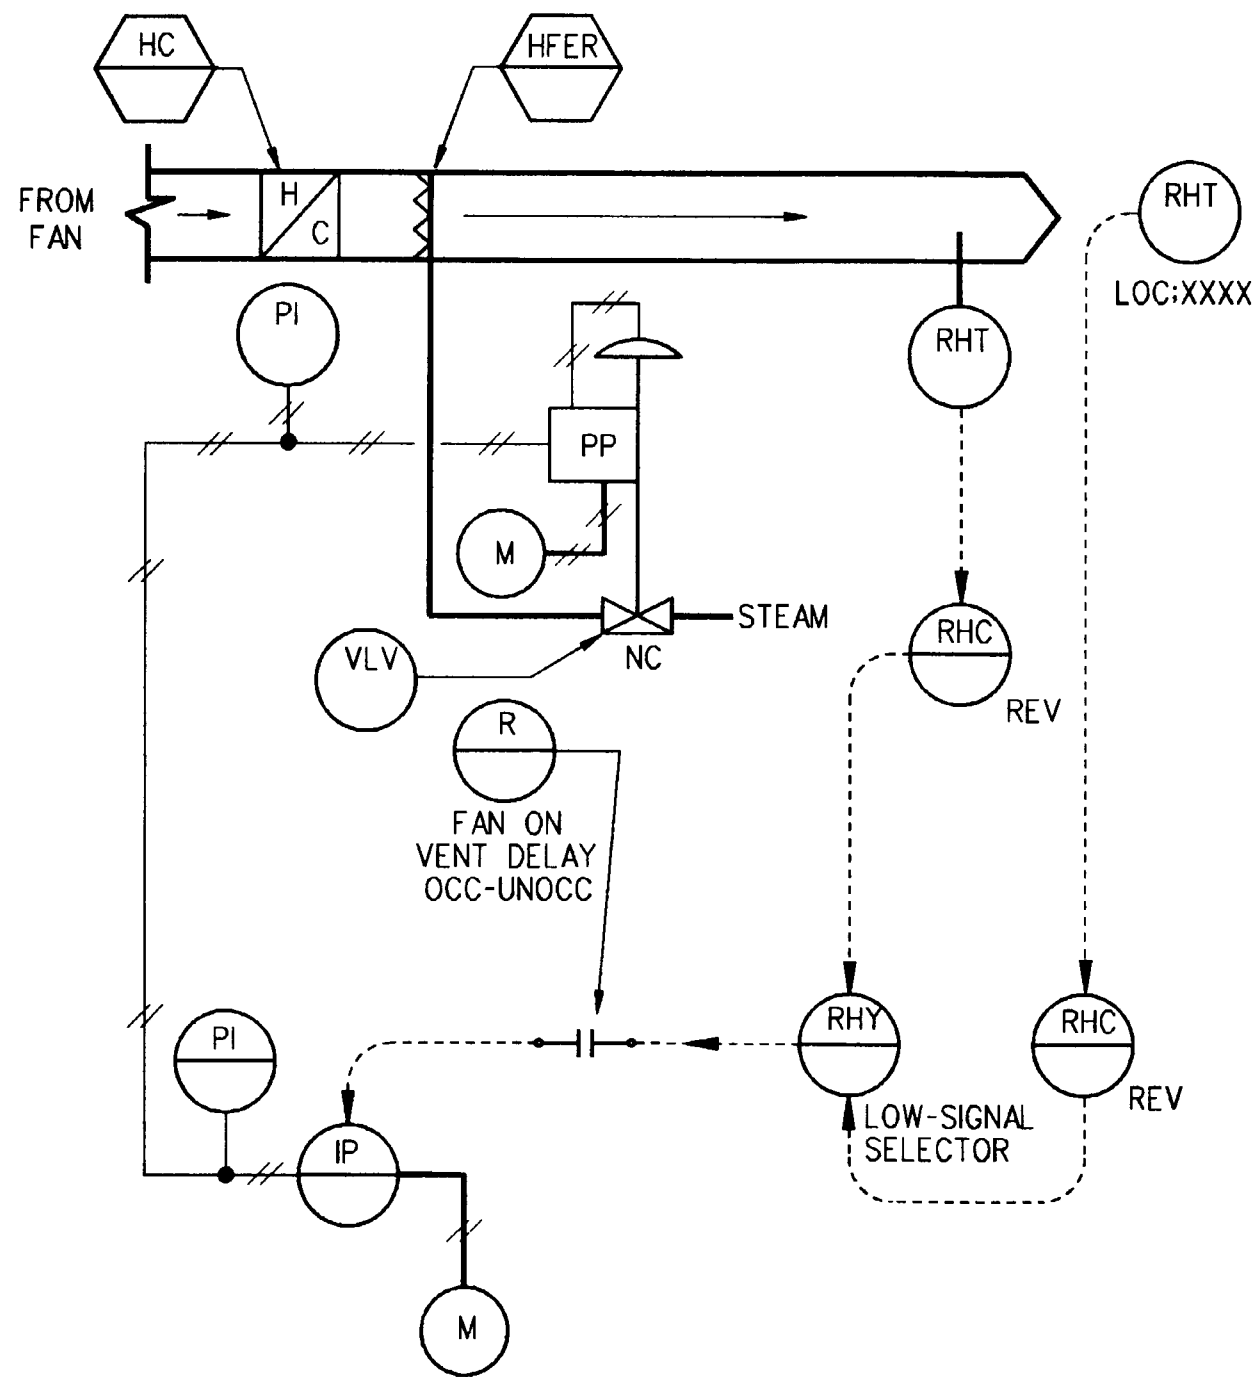 HC
HFER
FROM
FAN
H
C
RHT
LOC:XXXX
PI
RHT
PP
M
STEAM
NC
VLV
RHC
REV
R
FAN ON
VENT DELAY
OCC-UNOCC
PI
RHY
RHC
REV
LOW-SIGNAL
SELECTOR
IP
M